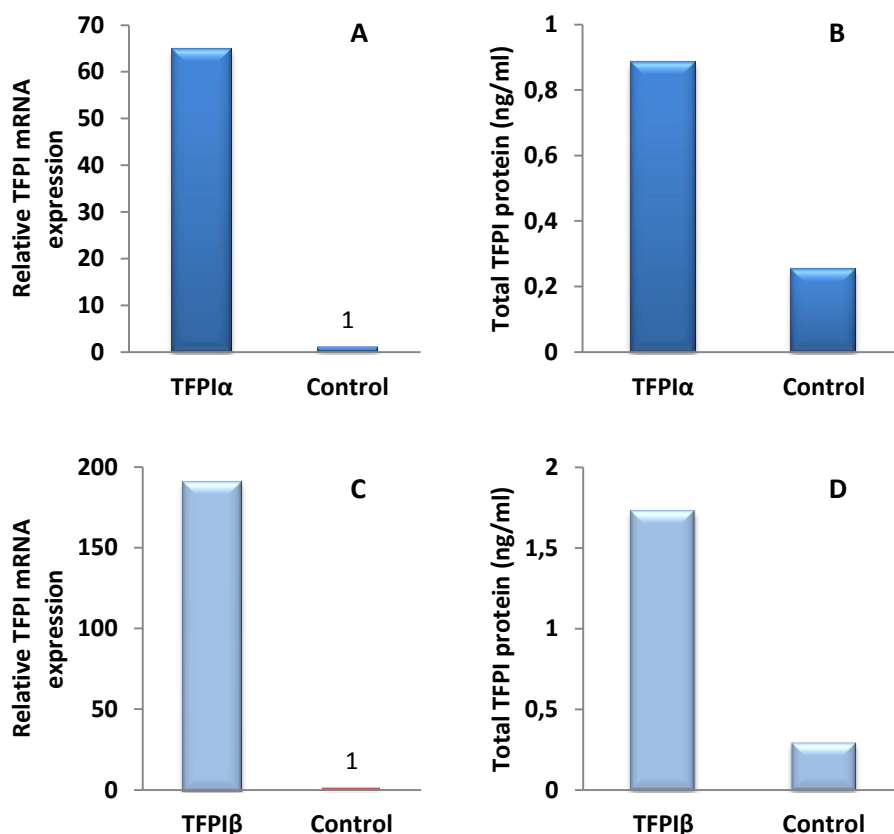 A
Relative TFPI mRNA
expression
70
60
50
40
30
20
10
0
1
TFPIα Control
B
Total TFPI protein (ng/ml)
1
0,8
0,6
0,4
0,2
0
TFPIα Control
C
Relative TFPI mRNA
expression
200
150
100
50
0
1
TFPIβ Control
D
Total TFPI protein (ng/ml)
2
1,5
1
0,5
0
TFPIβ Control